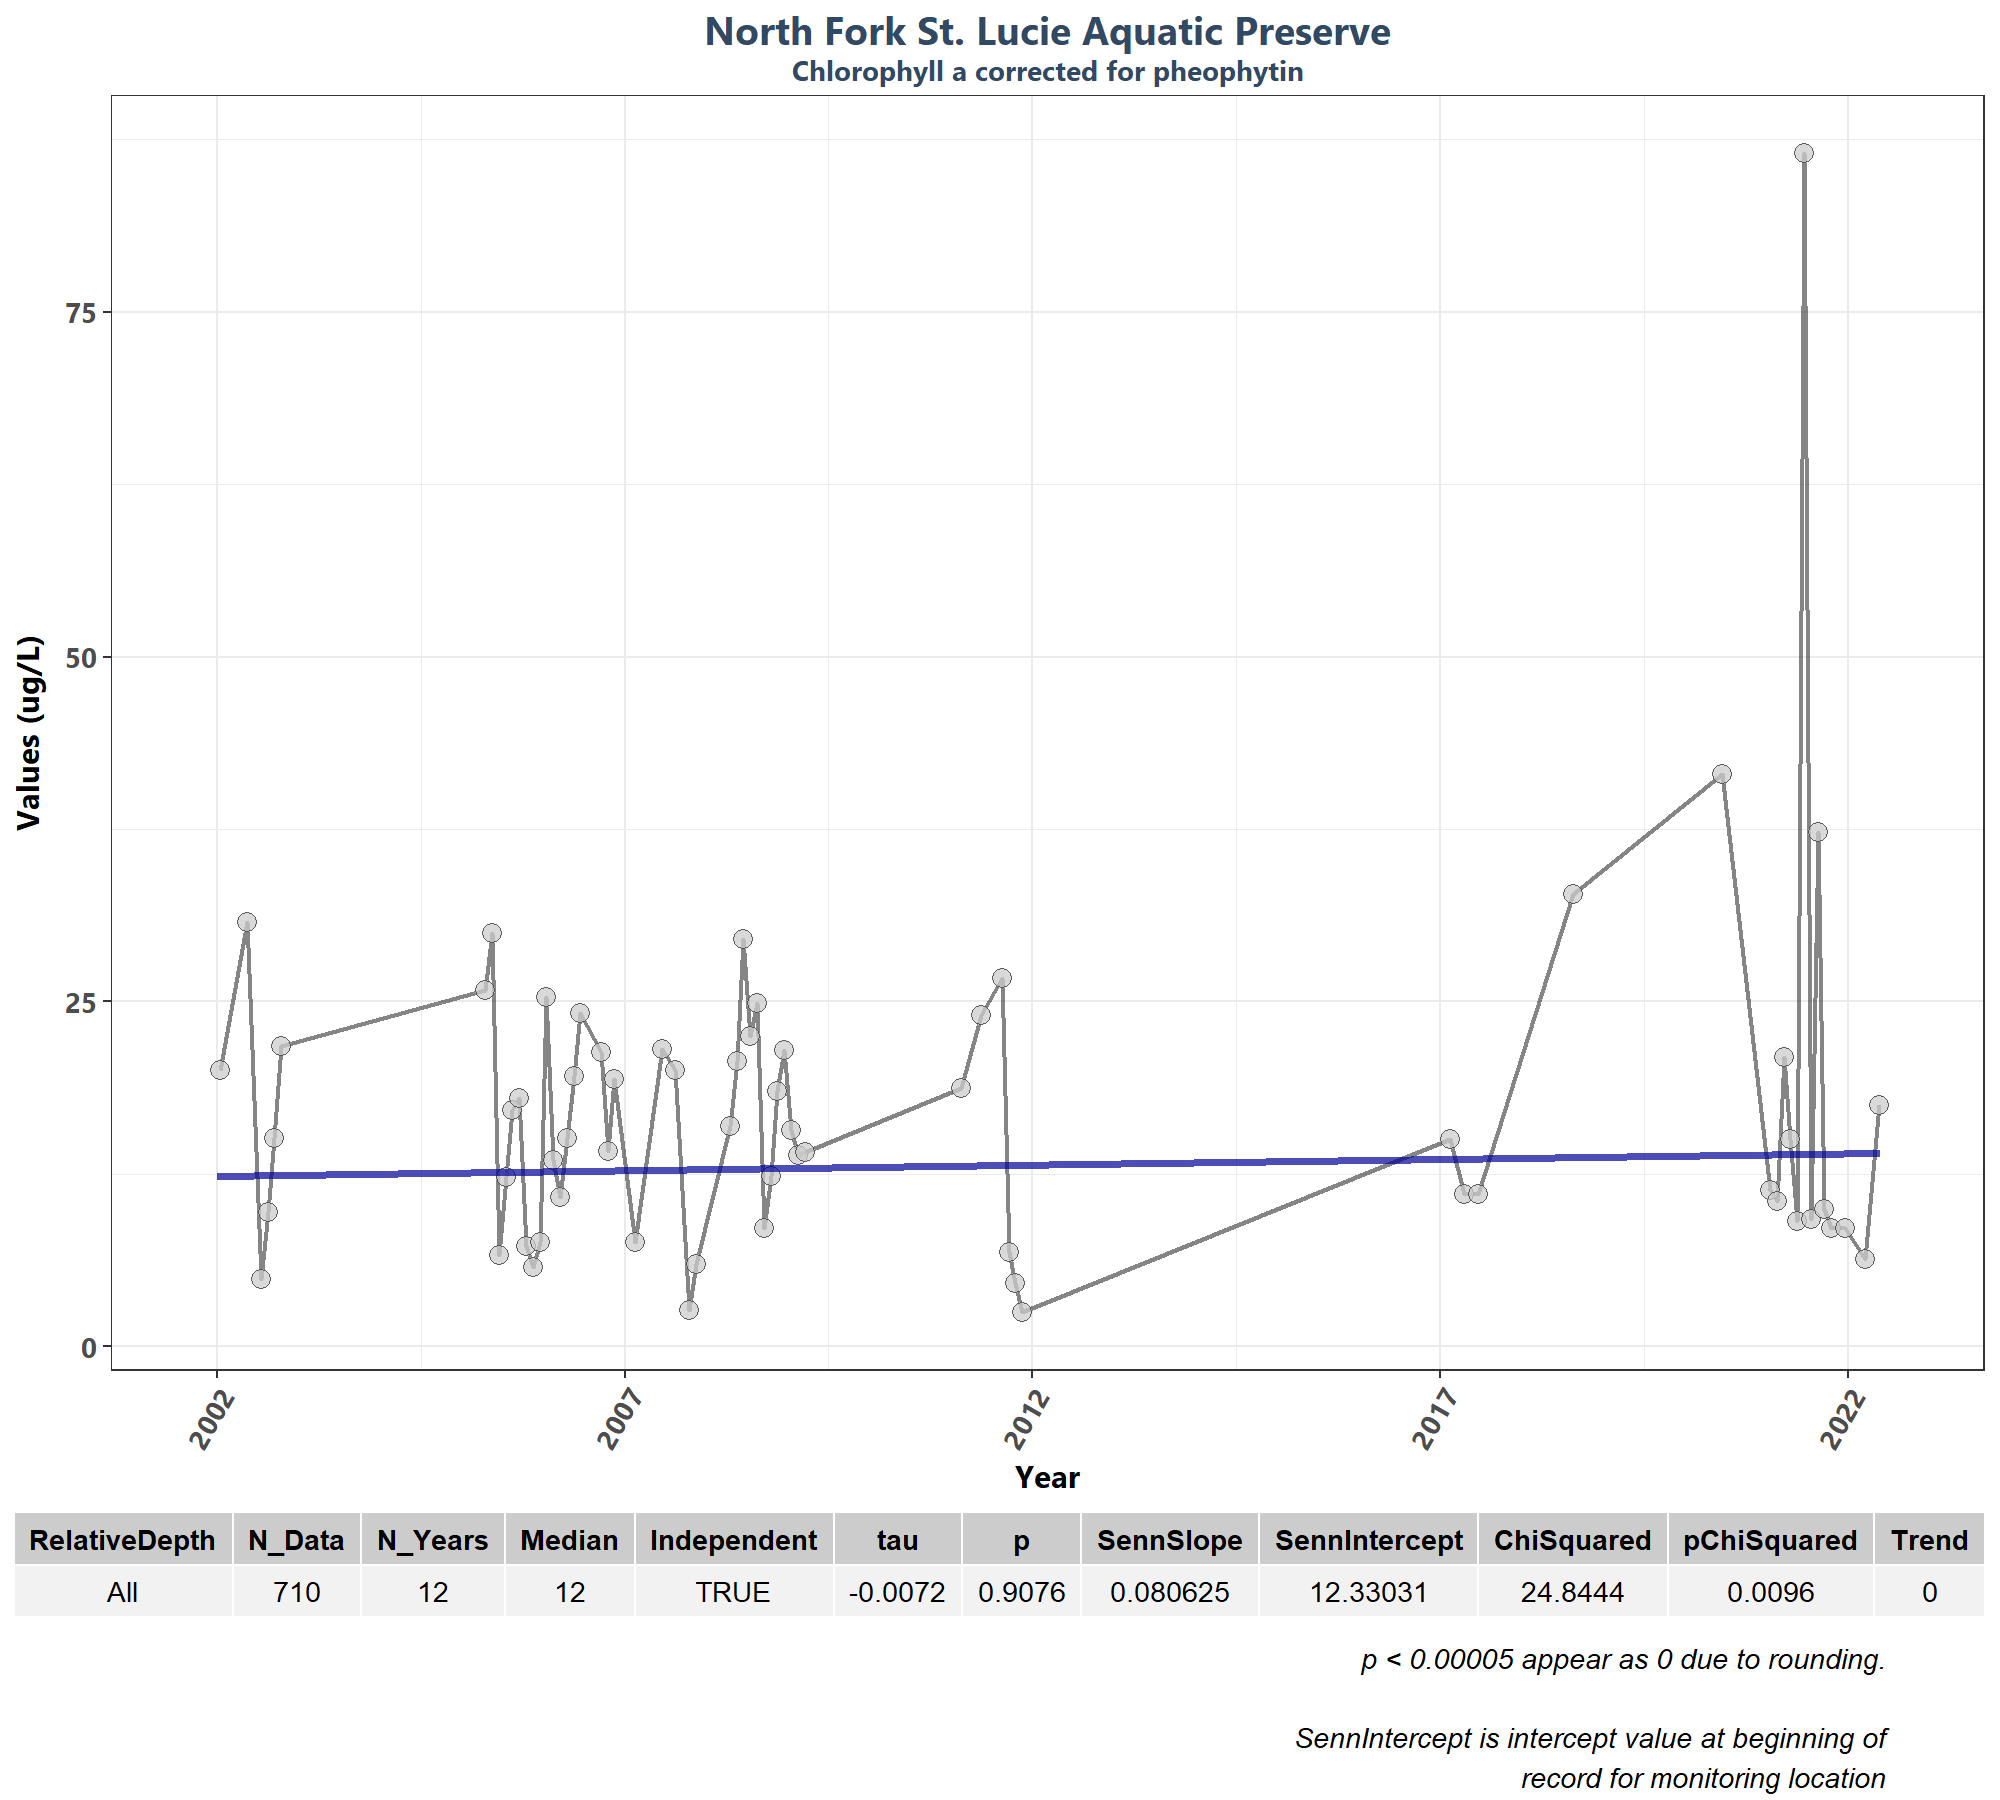 North Fork St. Lucie Aquatic Preserve
Chlorophyll a corrected for pheophytin
Values (ug/L)
75
50
25
0
2002 2007 2012 2017 2022
Year
RelativeDepth N_Data N_Years Median Independent tau p SennSlope SennIntercept ChiSquared pChiSquared Trend
All 710 12 12 TRUE -0.0072 0.9076 0.080625 12.33031 24.8444 0.0096 0
p < 0.00005 appear as 0 due to rounding.
SennIntercept is intercept value at beginning of
record for monitoring location